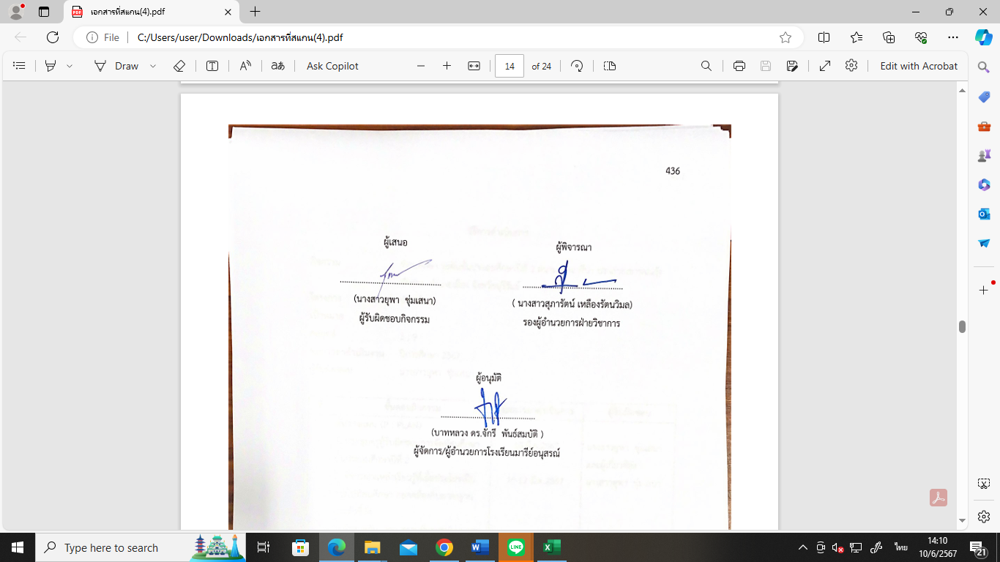 เอกสารที่สแกน(4).pdf
File
C:/Users/user/Downloads/เอกสารที่สแกน(4).pdf
Draw
aあ
Ask Copilot
14
of 24
Edit with Acrobat
436
ผู้เสนอ
ผู้พิจารณา
(นางสาวยุพา ชุ่มเสนา)
( นางสาวสุภารัตน์ เหลืองรัตนวิมล)
ผู้รับผิดชอบกิจกรรม
รองผู้อำนวยการฝ่ายวิชาการ
ผู้อนุมัติ
(บาทหลวง ดร.จักรี พันธ์สมบัติ )
ผู้จัดการ/ผู้อำนวยการโรงเรียนมารีย์อนุสรณ์
Type here to search
LINE
ไทย
14:10
10/6/2567
21